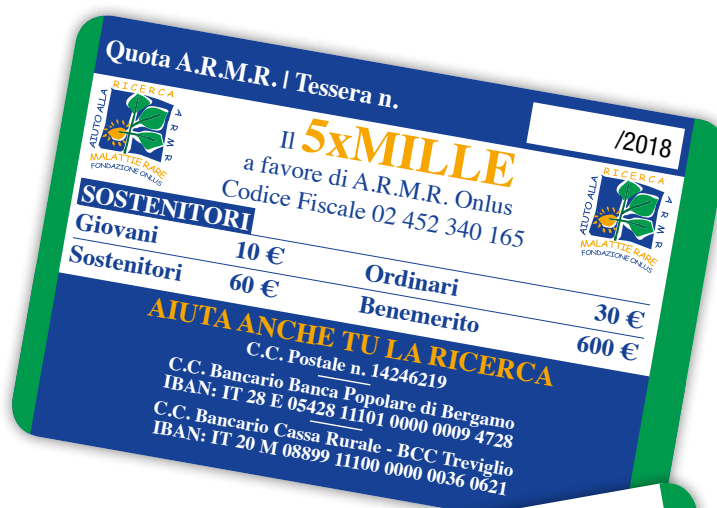 Quota A.R.M.R. | Tessera n.
/2018
AIUTO ALLA RICERCA A R M R
MALATTIE RARE
FONDAZIONE ONLUS
Il 5xMILLE
a favore di A.R.M.R. Onlus
Codice Fiscale 02 452 340 165
AIUTO ALLA RICERCA A R M R
MALATTIE RARE
FONDAZIONE ONLUS
SOSTENITORI
Giovani 10 € Ordinari 30 €
Sostenitori 60 € Benemerito 600 €
AIUTA ANCHE TU LA RICERCA
C.C. Postale n. 14246219
C.C. Bancario Banca Popolare di Bergamo
IBAN: IT 28 E 05428 11101 0000 0009 4728
C.C. Bancario Cassa Rurale - BCC Treviglio
IBAN: IT 20 M 08899 11100 0000 0036 0621